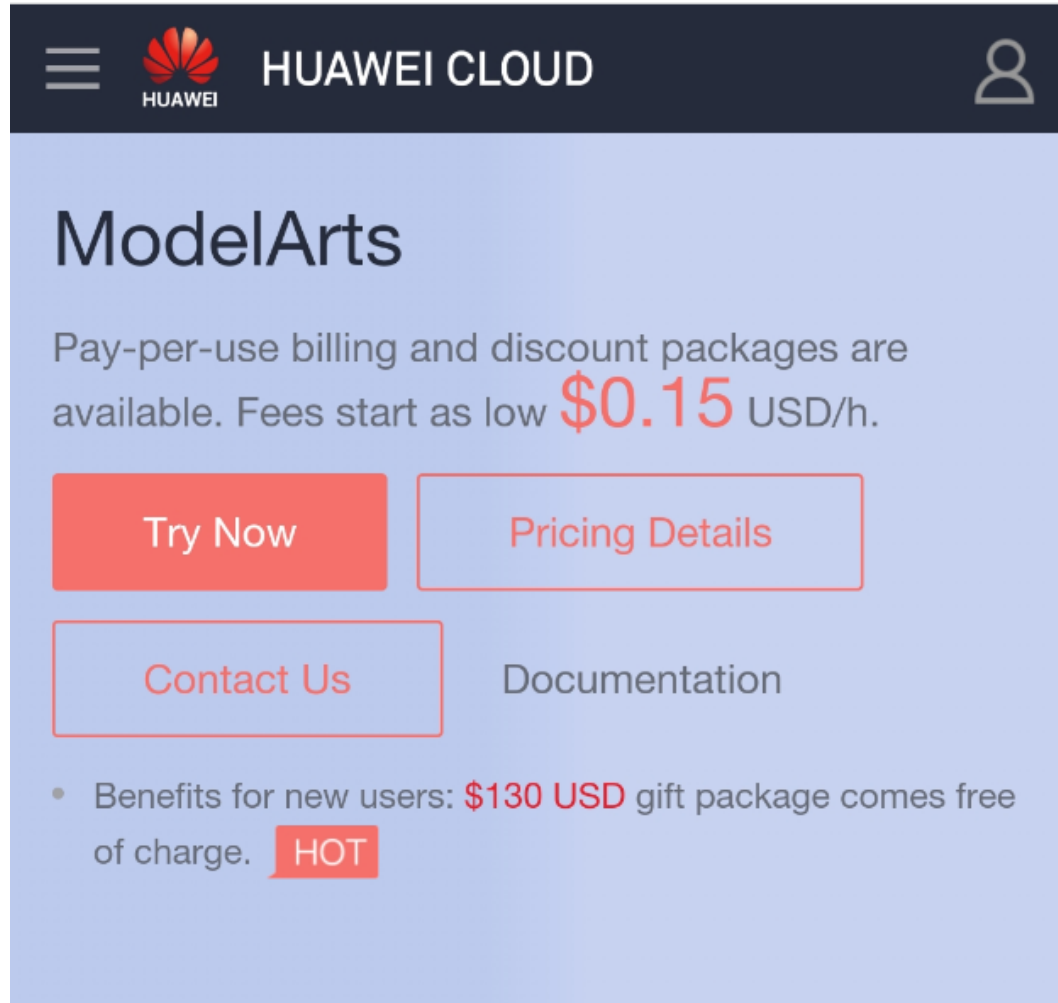 HUAWEI
HUAWEI CLOUD
ModelArts
Pay-per-use billing and discount packages are
available. Fees start as low $0.15 USD/h.
Try Now
Pricing Details
Contact Us
Documentation
Benefits for new users: $130 USD gift package comes free
of charge. HOT